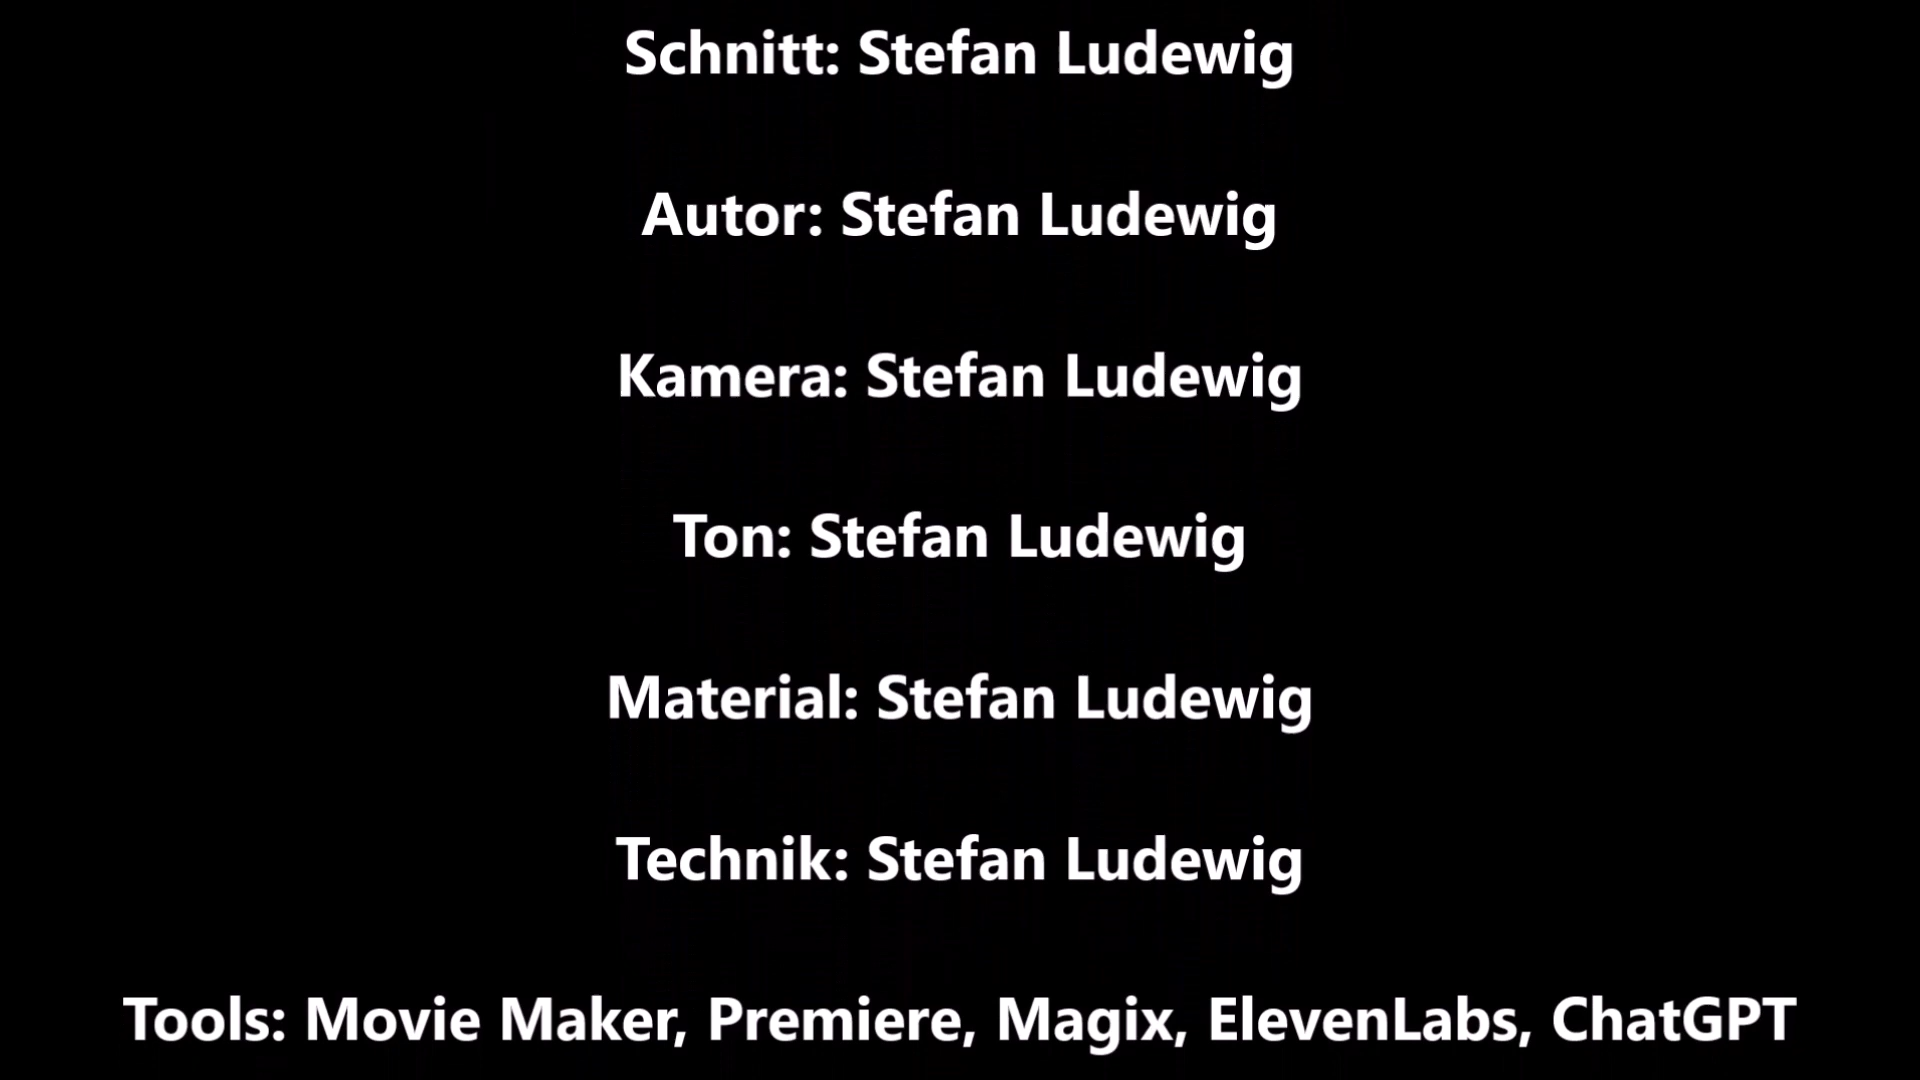 Schnitt: Stefan Ludewig
Autor: Stefan Ludewig
Kamera: Stefan Ludewig
Ton: Stefan Ludewig
Material: Stefan Ludewig
Technik: Stefan Ludewig
Tools: Movie Maker, Premiere, Magix, ElevenLabs, ChatGPT